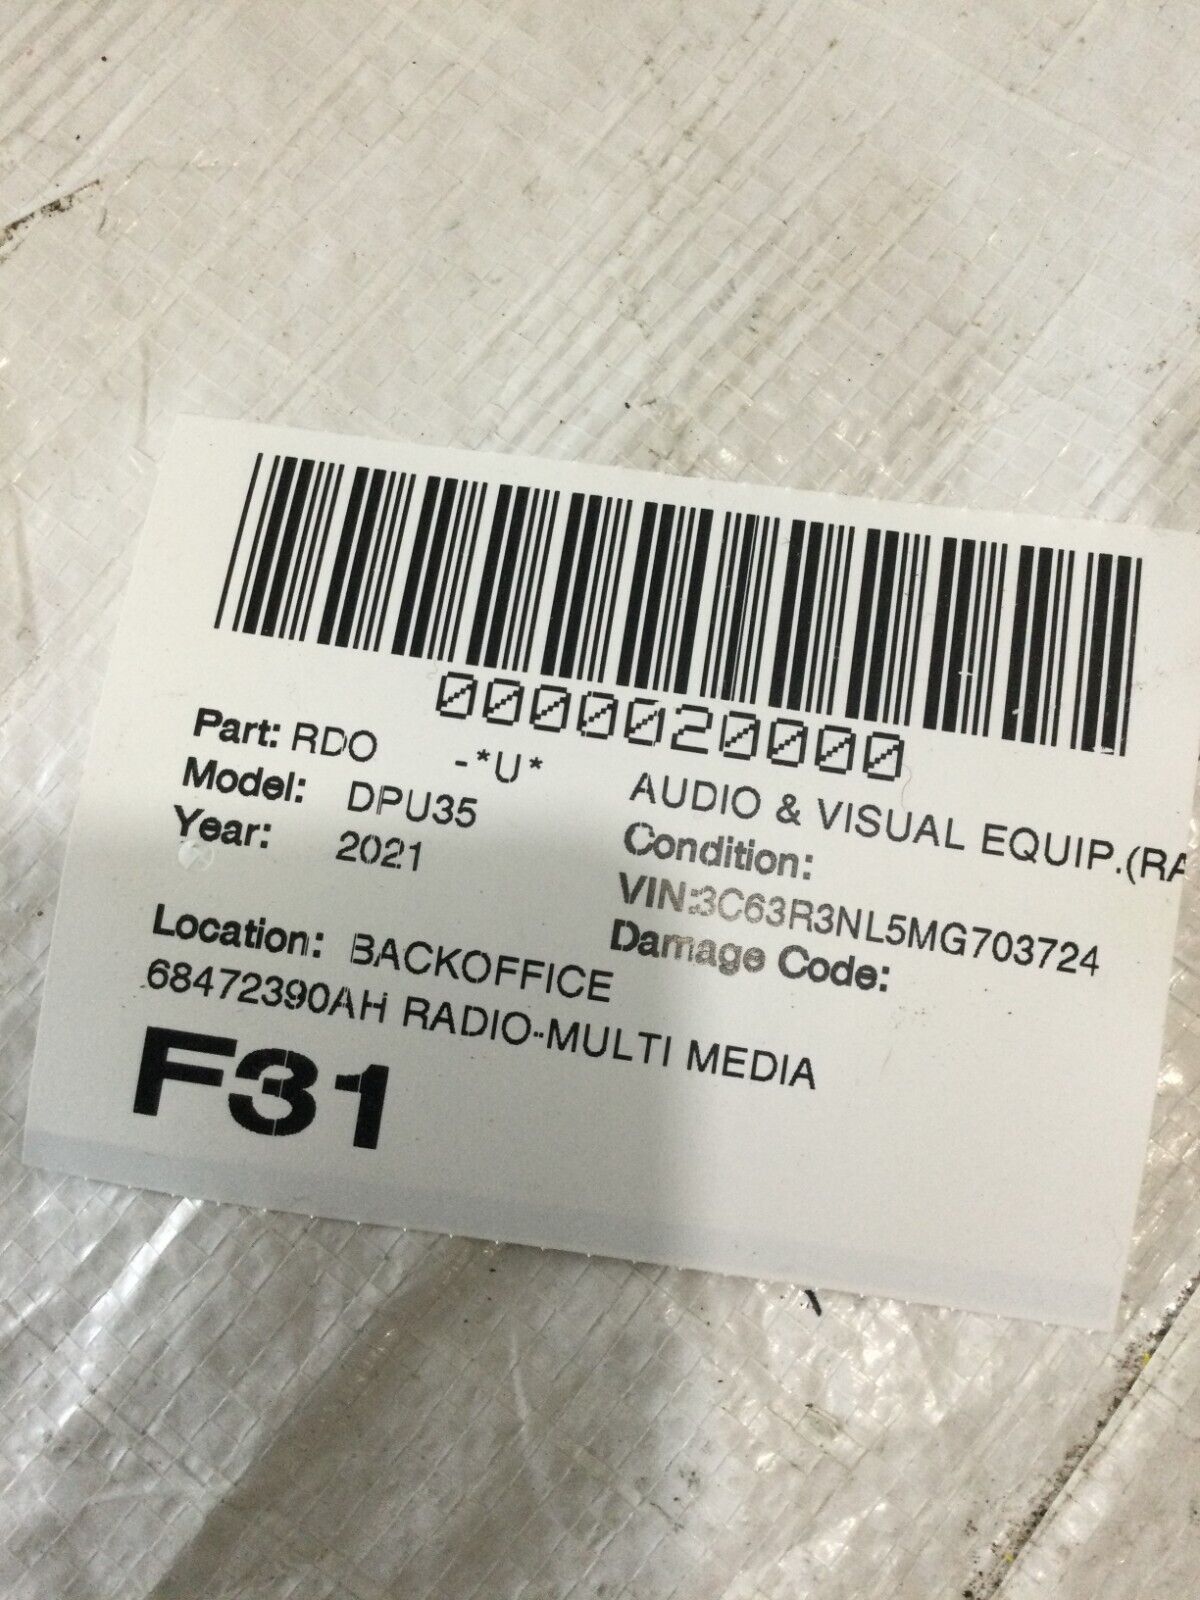 0000020000
Part: RDO -*U* AUDIO & VISUAL EQUIP.(RA
Model: DPU35 Condition:
Year: 2021 VIN:3C63R3NL5MG703724
Damage Code:
Location: BACKOFFICE
68472390AH RADIO-MULTI MEDIA
F31